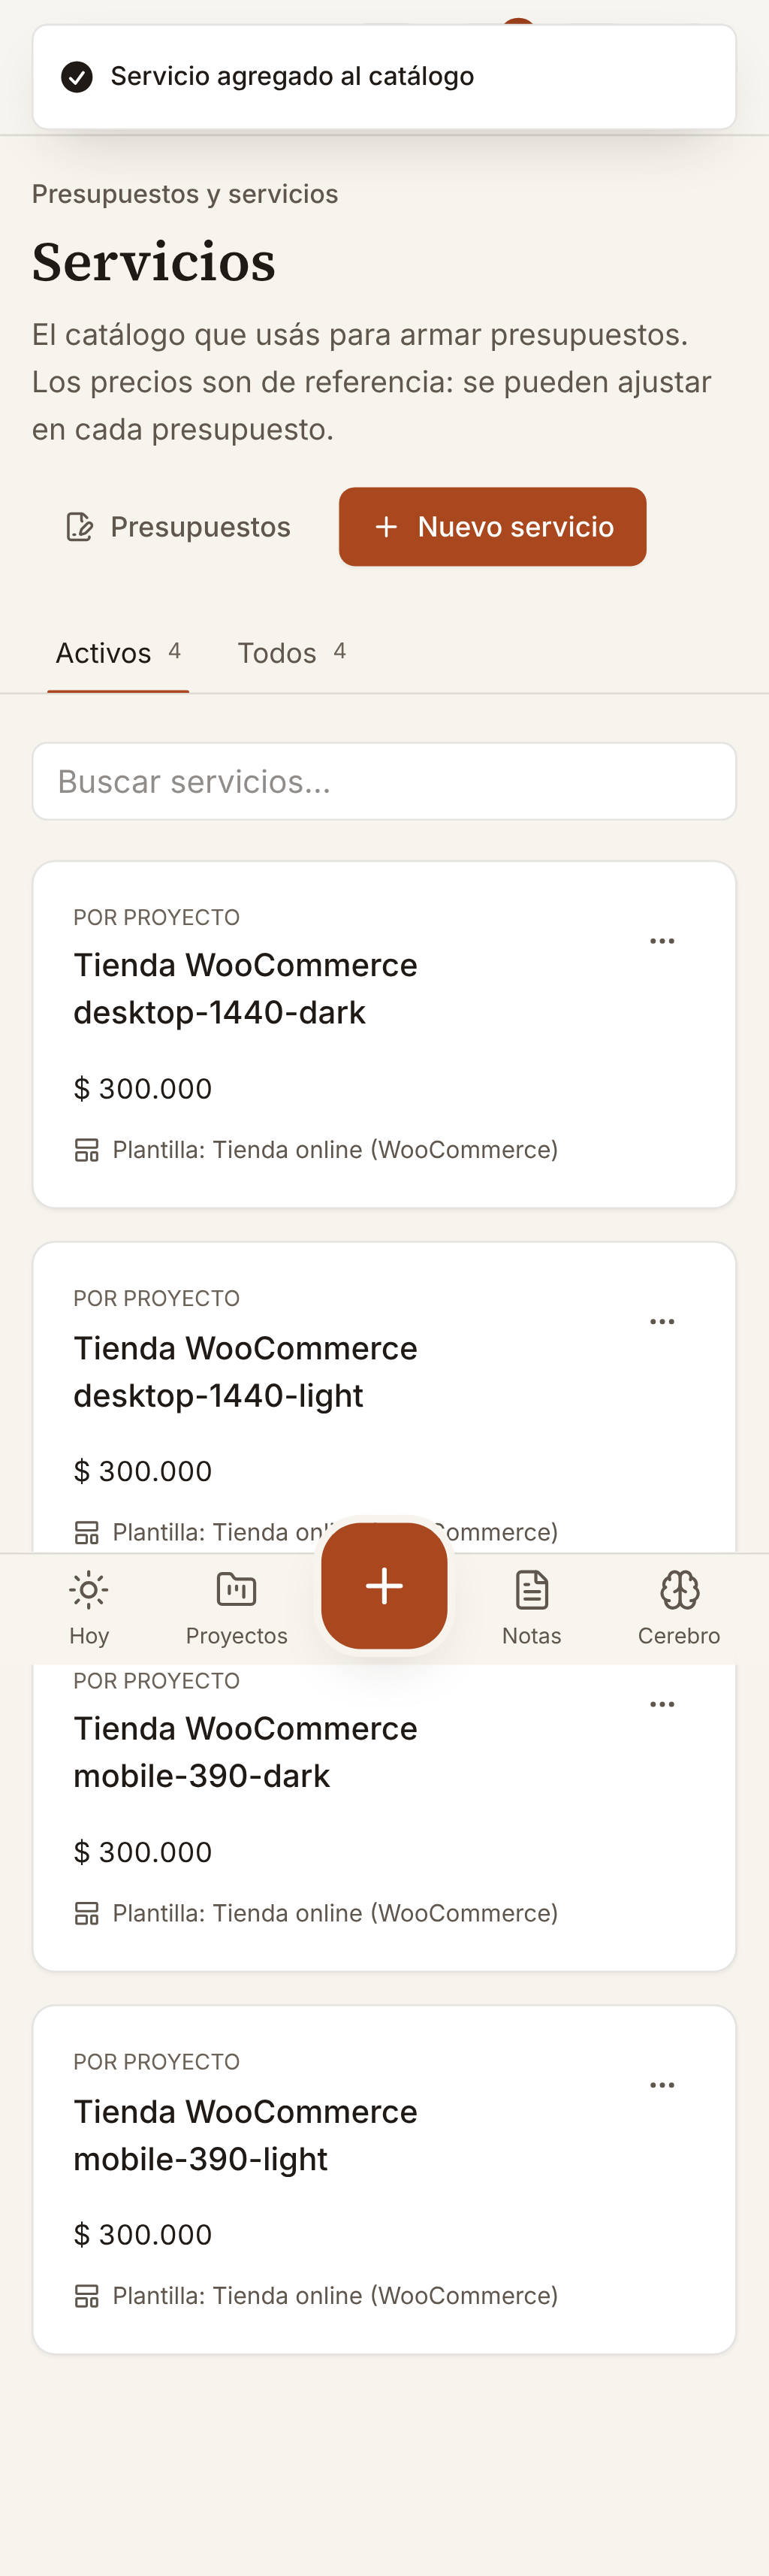 Servicio agregado al catálogo
Presupuestos y servicios
Servicios
El catálogo que usás para armar presupuestos.
Los precios son de referencia: se pueden ajustar
en cada presupuesto.
Presupuestos
Nuevo servicio
Activos 4 Todos 4
Buscar servicios...
POR PROYECTO
Tienda WooCommerce
desktop-1440-dark
$ 300.000
Plantilla: Tienda online (WooCommerce)
POR PROYECTO
Tienda WooCommerce
desktop-1440-light
$ 300.000
Plantilla: Tienda
Hoy
Proyectos
Notas
Cerebro
POR PROYECTO
Tienda WooCommerce
mobile-390-dark
$ 300.000
Plantilla: Tienda online (WooCommerce)
POR PROYECTO
Tienda WooCommerce
mobile-390-light
$ 300.000
Plantilla: Tienda online (WooCommerce)